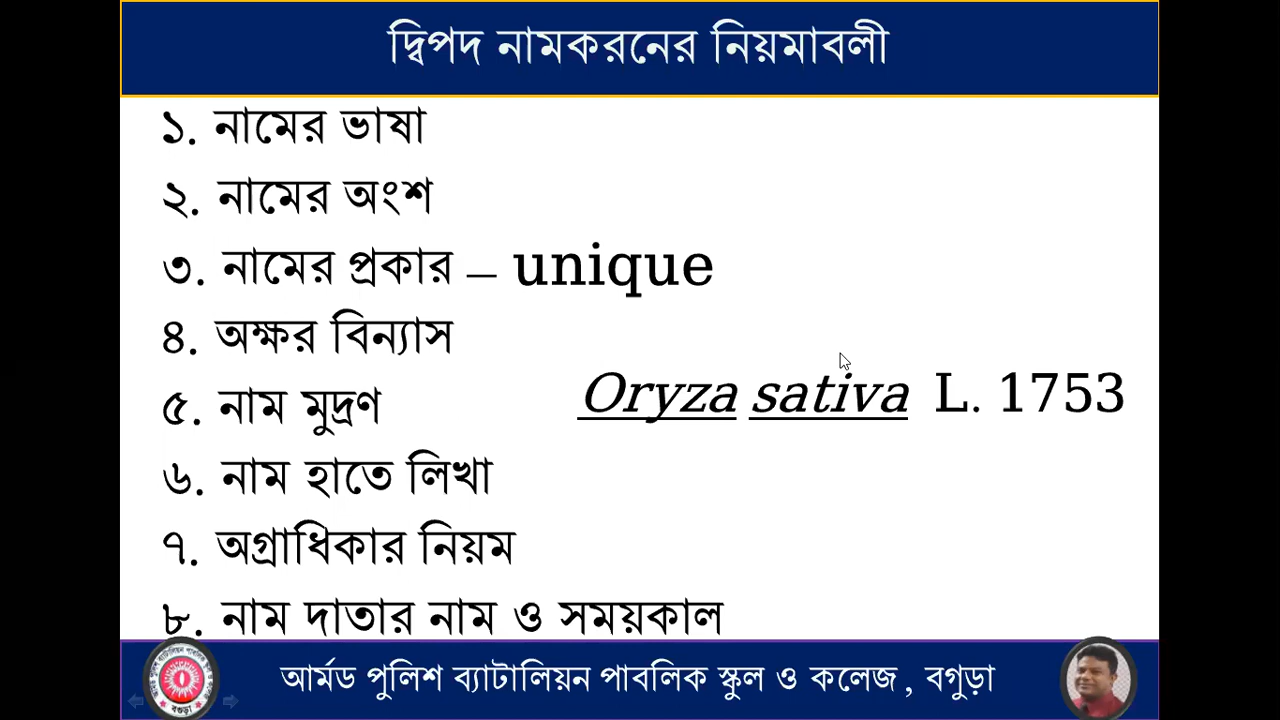 দ্বিপদ নামকরনের নিয়মাবলী
১. নামের ভাষা
২. নামের অংশ
৩. নামের প্রকার – unique
৪. অক্ষর বিন্যাস
৫. নাম মুদ্রণ
Oryza sativa L. 1753
৬. নাম হাতে লিখা
৭. অগ্রাধিকার নিয়ম
৮. নাম দাতার নাম ও সময়কাল
আর্মড পুলিশ ব্যাটালিয়ন পাবলিক স্কুল ও কলেজ, বগুড়া
বগুড়া